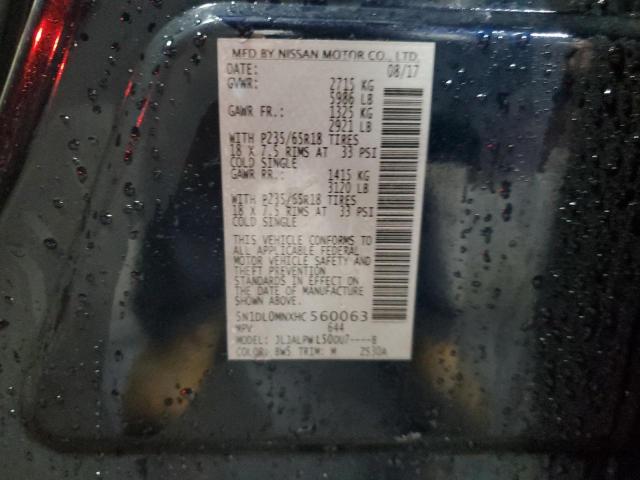 MFD BY NISSAN MOTOR CO., LTD.
DATE: 08/17
GVWR: 2715 KG
5986 LB
GAWR FR.: 1325 KG
2921 LB
WITH P235/65R18 TIRES
18 X 7.5 RIMS AT 33 PSI
COLD SINGLE
GAWR RR.: 1415 KG
3120 LB
WITH P235/65R18 TIRES
18 X 7.5 RIMS AT 33 PSI
COLD SINGLE
THIS VEHICLE CONFORMS TO
ALL APPLICABLE FEDERAL
MOTOR VEHICLE SAFETY AND
THEFT PREVENTION
STANDARDS IN EFFECT ON
THE DATE OF MANUFACTURE
SHOWN ABOVE.
5N1DL0MNXHC560063
MPV 644
MODEL: JLJALPW L50OU7----B
COLOR: BW5 TRIM: M 2530A